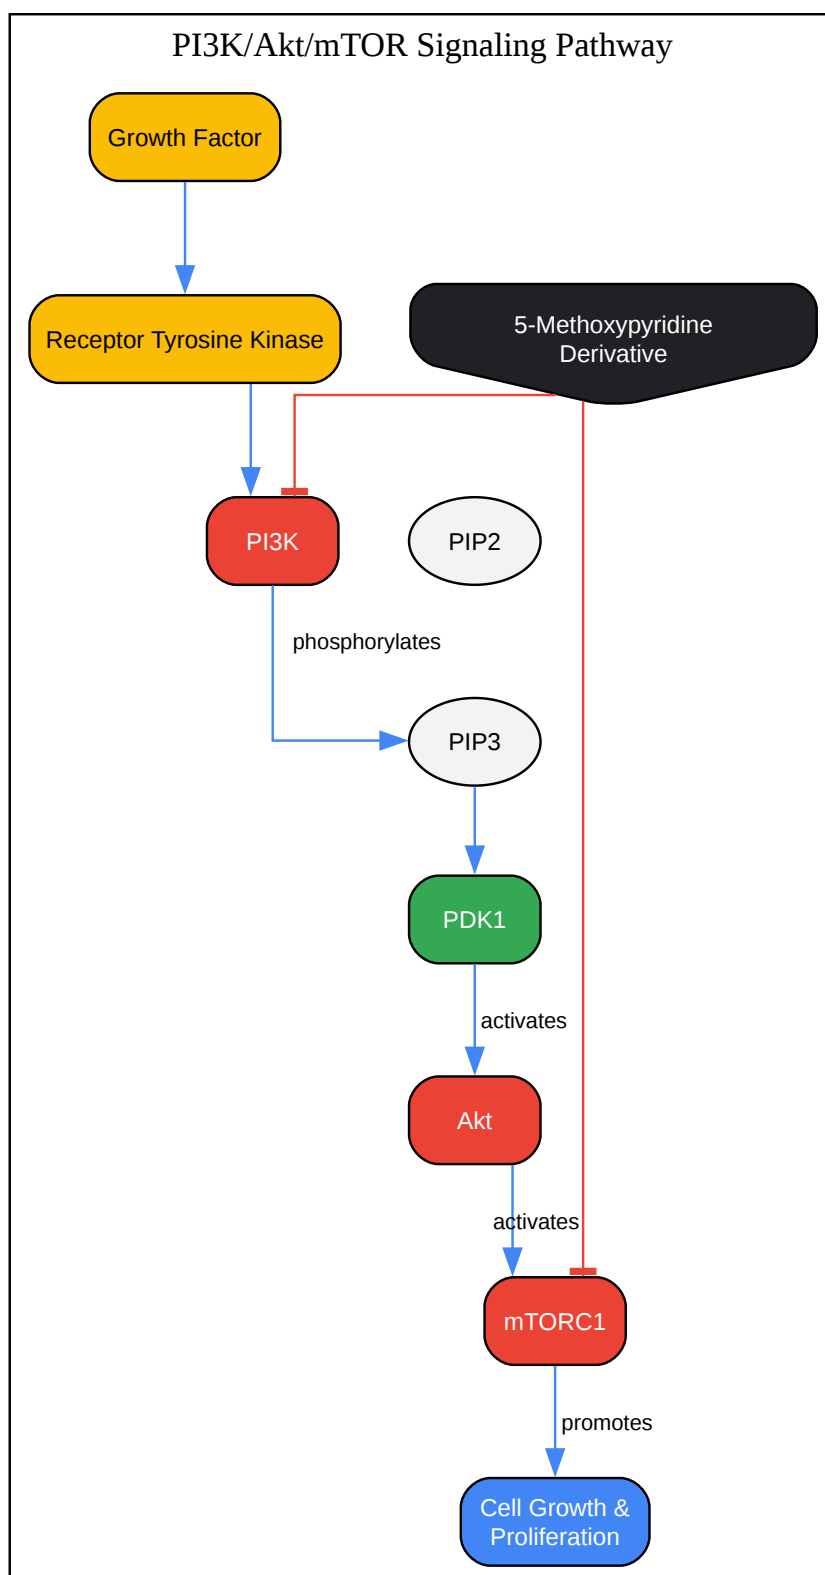 PI3K/Akt/mTOR Signaling Pathway
Growth Factor
Receptor Tyrosine Kinase
5-Methoxypyridine
Derivative
PI3K
PIP2
phosphorylates
PIP3
PDK1
activates
Akt
activates
mTORC1
promotes
Cell Growth &
Proliferation